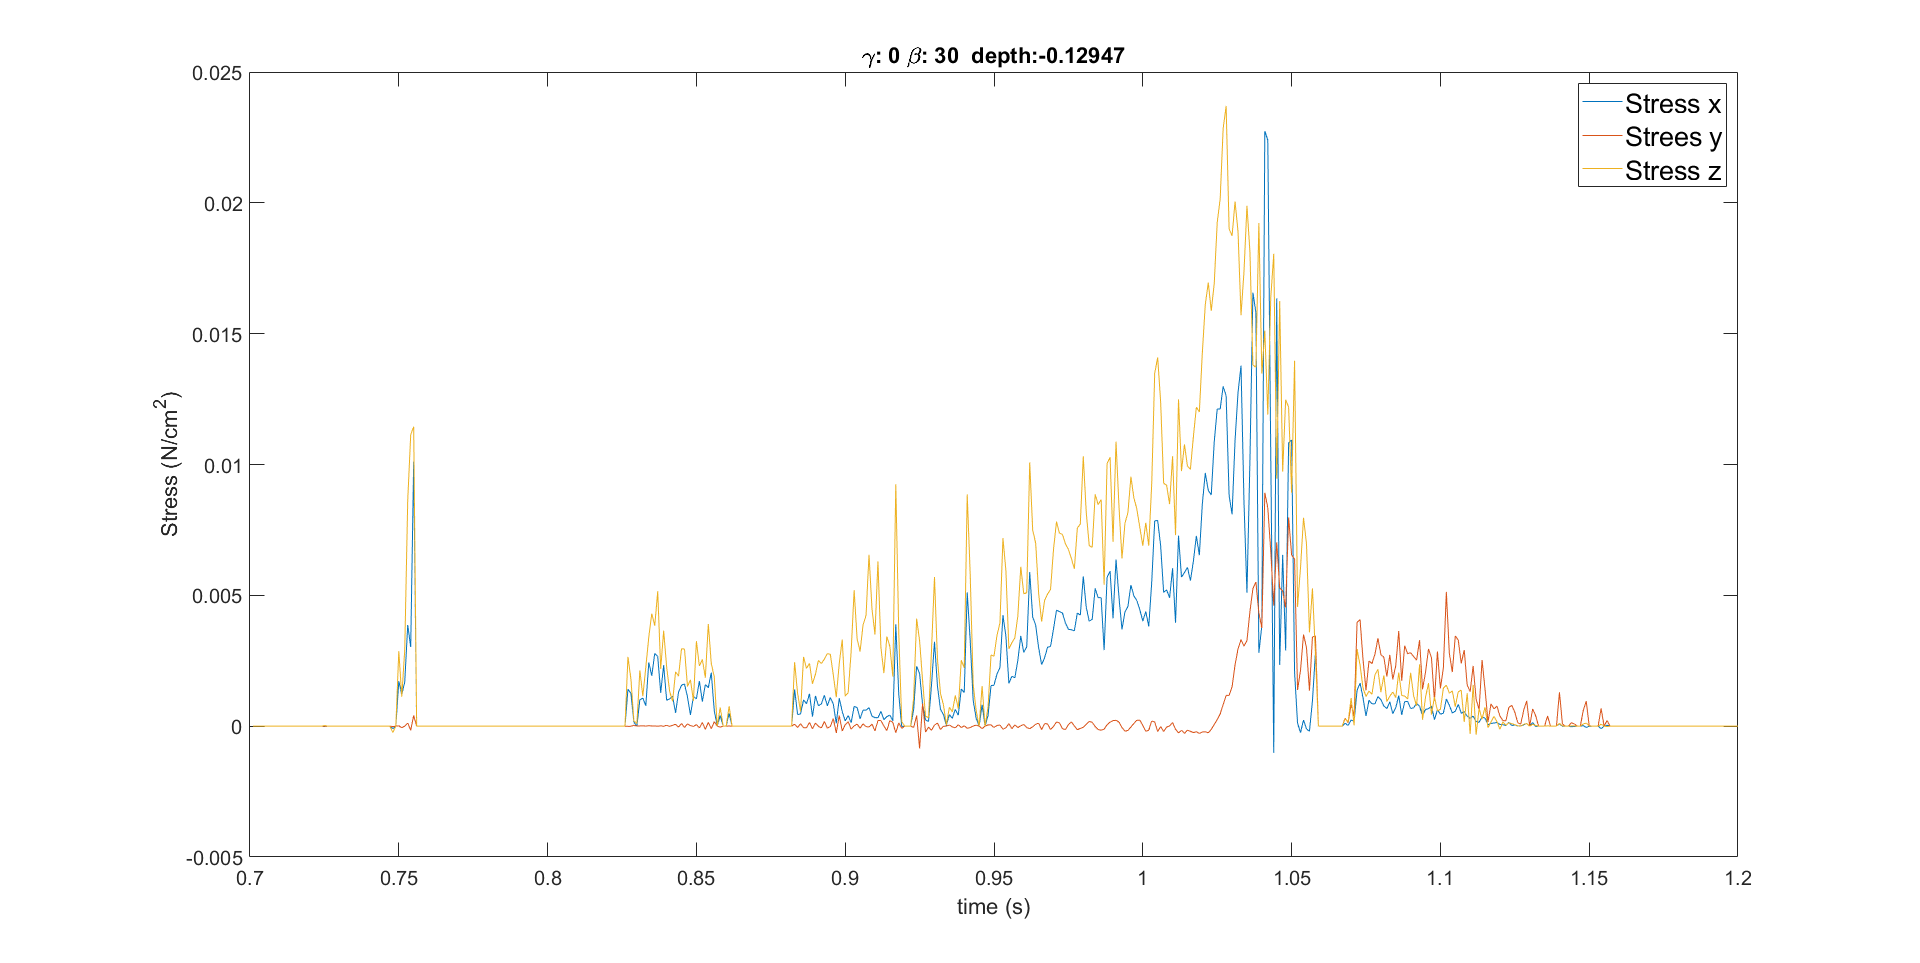 γ: 0 β: 30 depth:-0.12947
0.025
0.02
0.015
0.01
0.005
0
-0.005
Stress (N/cm²)
Stress x
Strees y
Stress z
0.7 0.75 0.8 0.85 0.9 0.95 1 1.05 1.1 1.15 1.2
time (s)